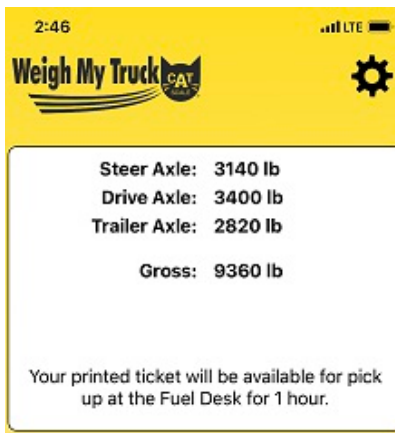 2:46 LTE
Weigh My Truck CAT SCALE
Steer Axle: 3140 lb
Drive Axle: 3400 lb
Trailer Axle: 2820 lb
Gross: 9360 lb
Your printed ticket will be available for pick
up at the Fuel Desk for 1 hour.